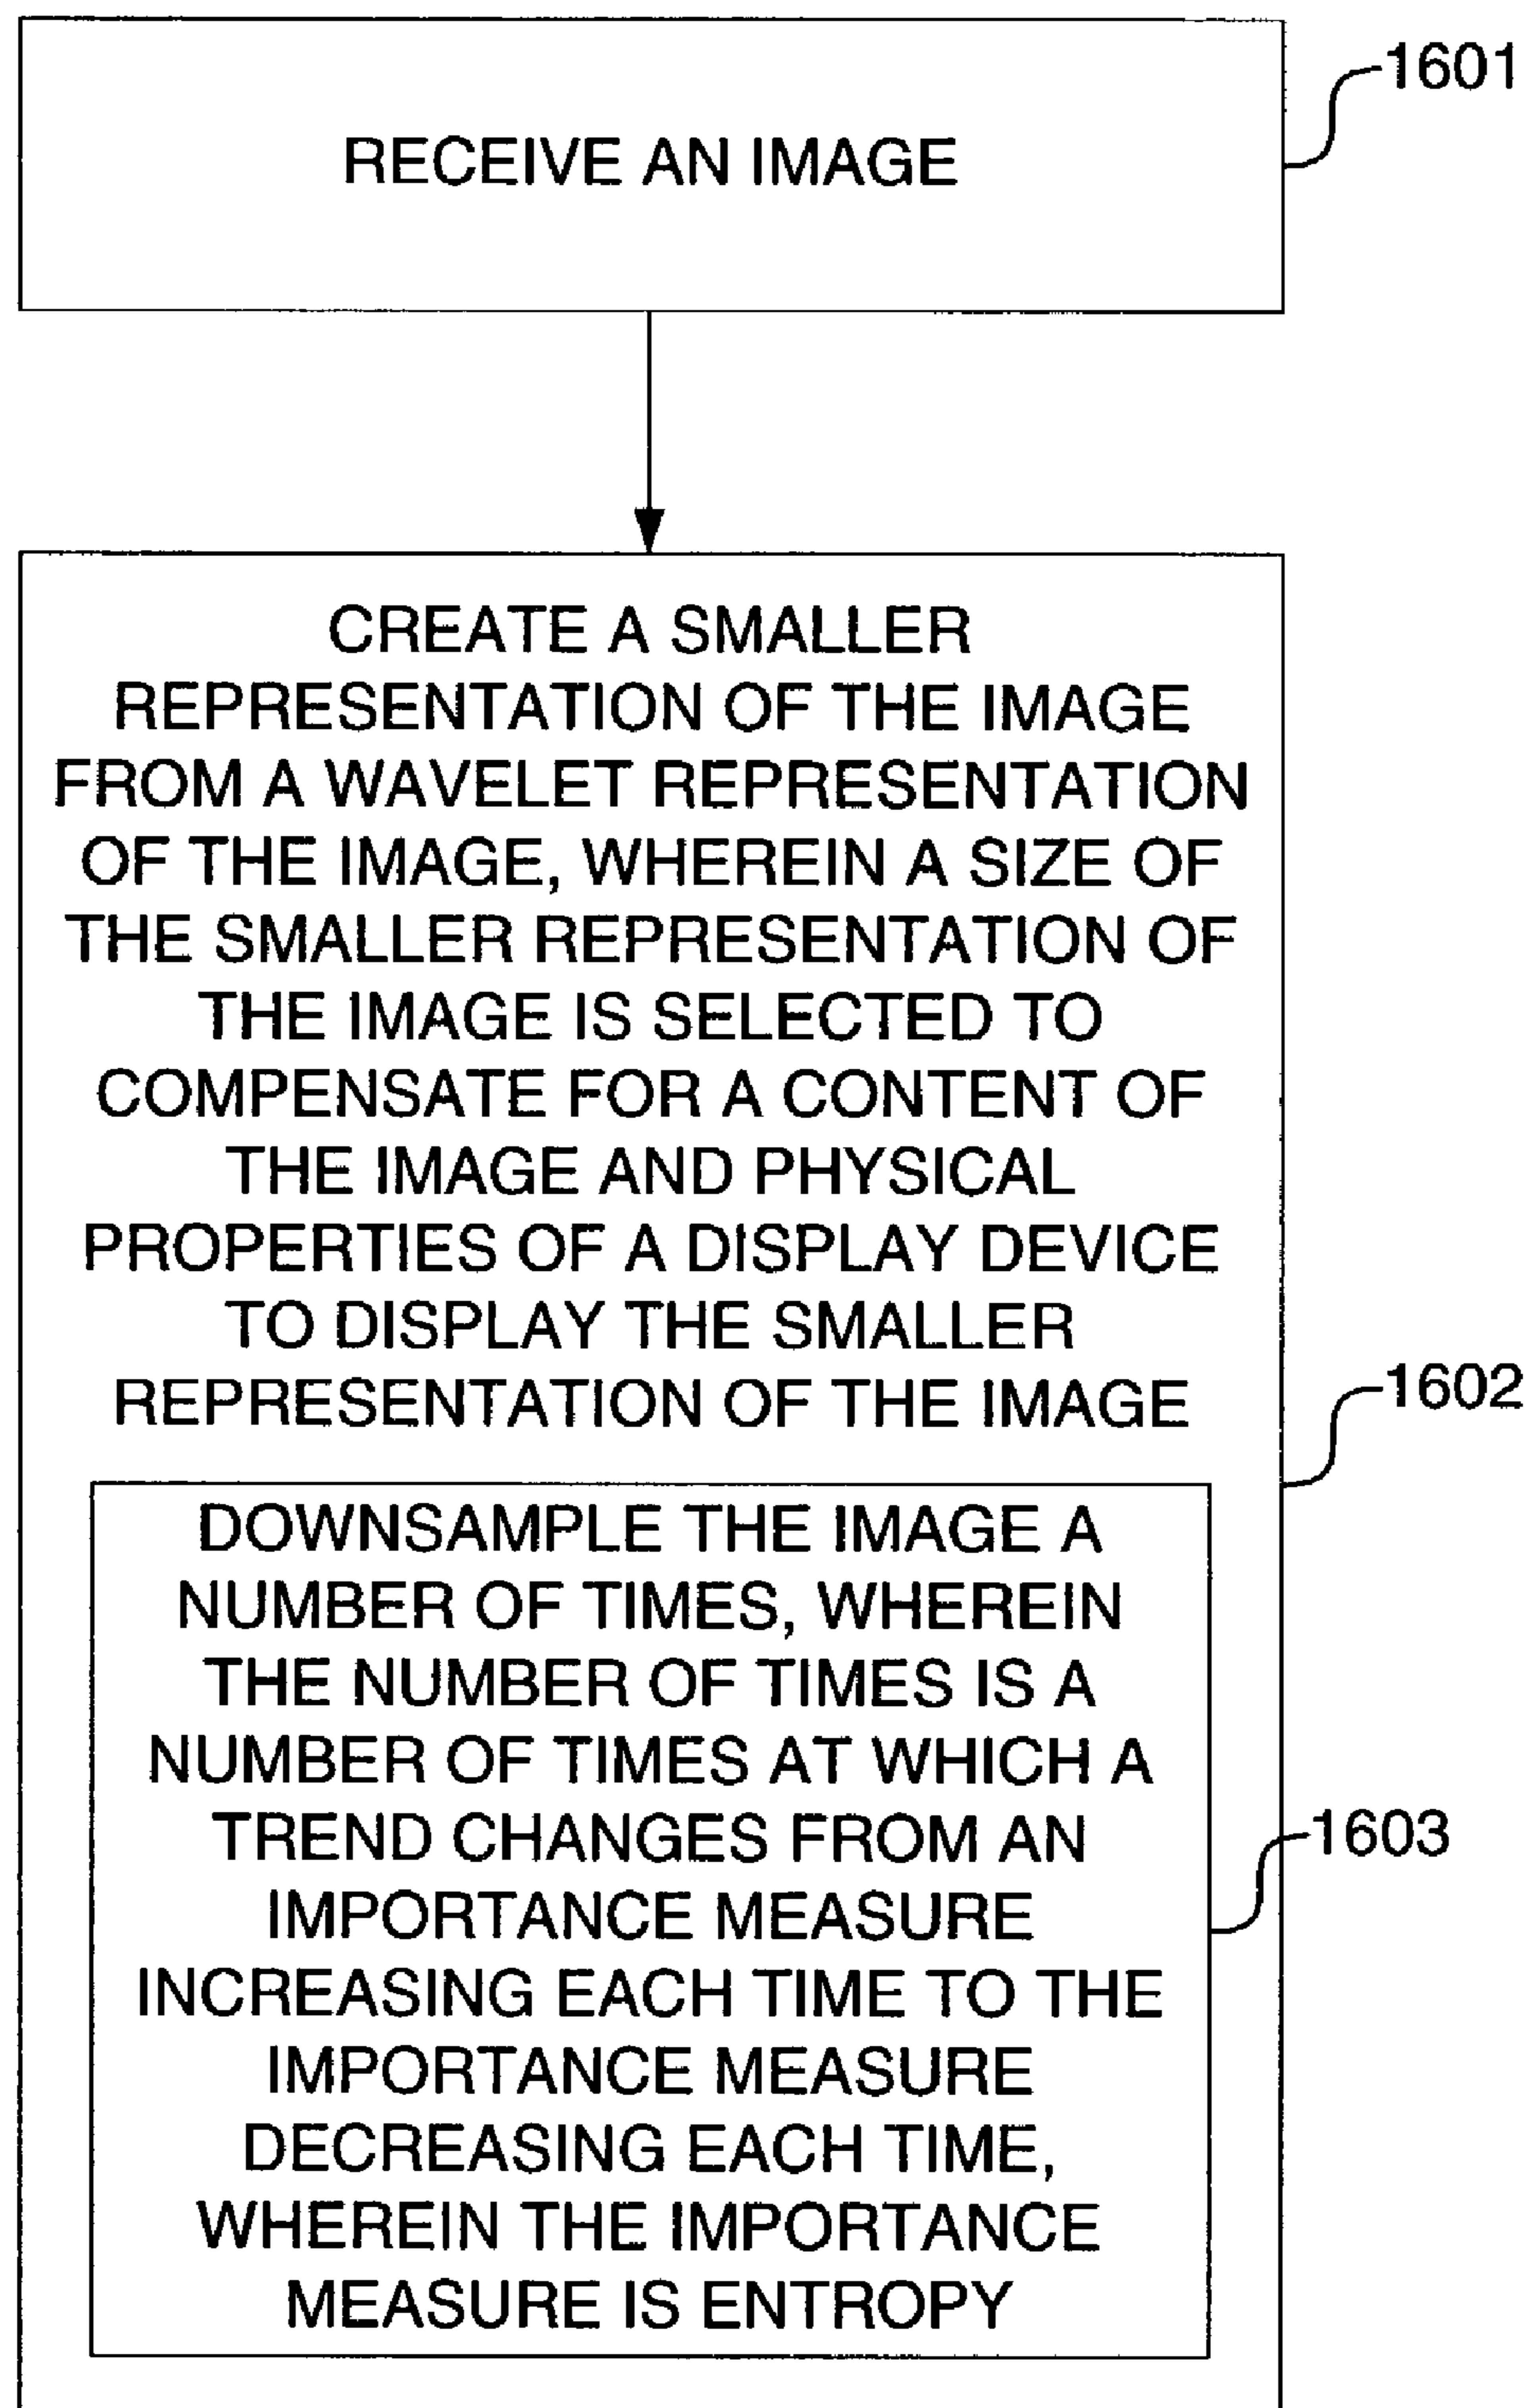 1601
RECEIVE AN IMAGE
CREATE A SMALLER
REPRESENTATION OF THE IMAGE
FROM A WAVELET REPRESENTATION
OF THE IMAGE, WHEREIN A SIZE OF
THE SMALLER REPRESENTATION OF
THE IMAGE IS SELECTED TO
COMPENSATE FOR A CONTENT OF
THE IMAGE AND PHYSICAL
PROPERTIES OF A DISPLAY DEVICE
TO DISPLAY THE SMALLER
REPRESENTATION OF THE IMAGE
1602
DOWNSAMPLE THE IMAGE A
NUMBER OF TIMES, WHEREIN
THE NUMBER OF TIMES IS A
NUMBER OF TIMES AT WHICH A
TREND CHANGES FROM AN
IMPORTANCE MEASURE
INCREASING EACH TIME TO THE
IMPORTANCE MEASURE
DECREASING EACH TIME,
WHEREIN THE IMPORTANCE
MEASURE IS ENTROPY
1603